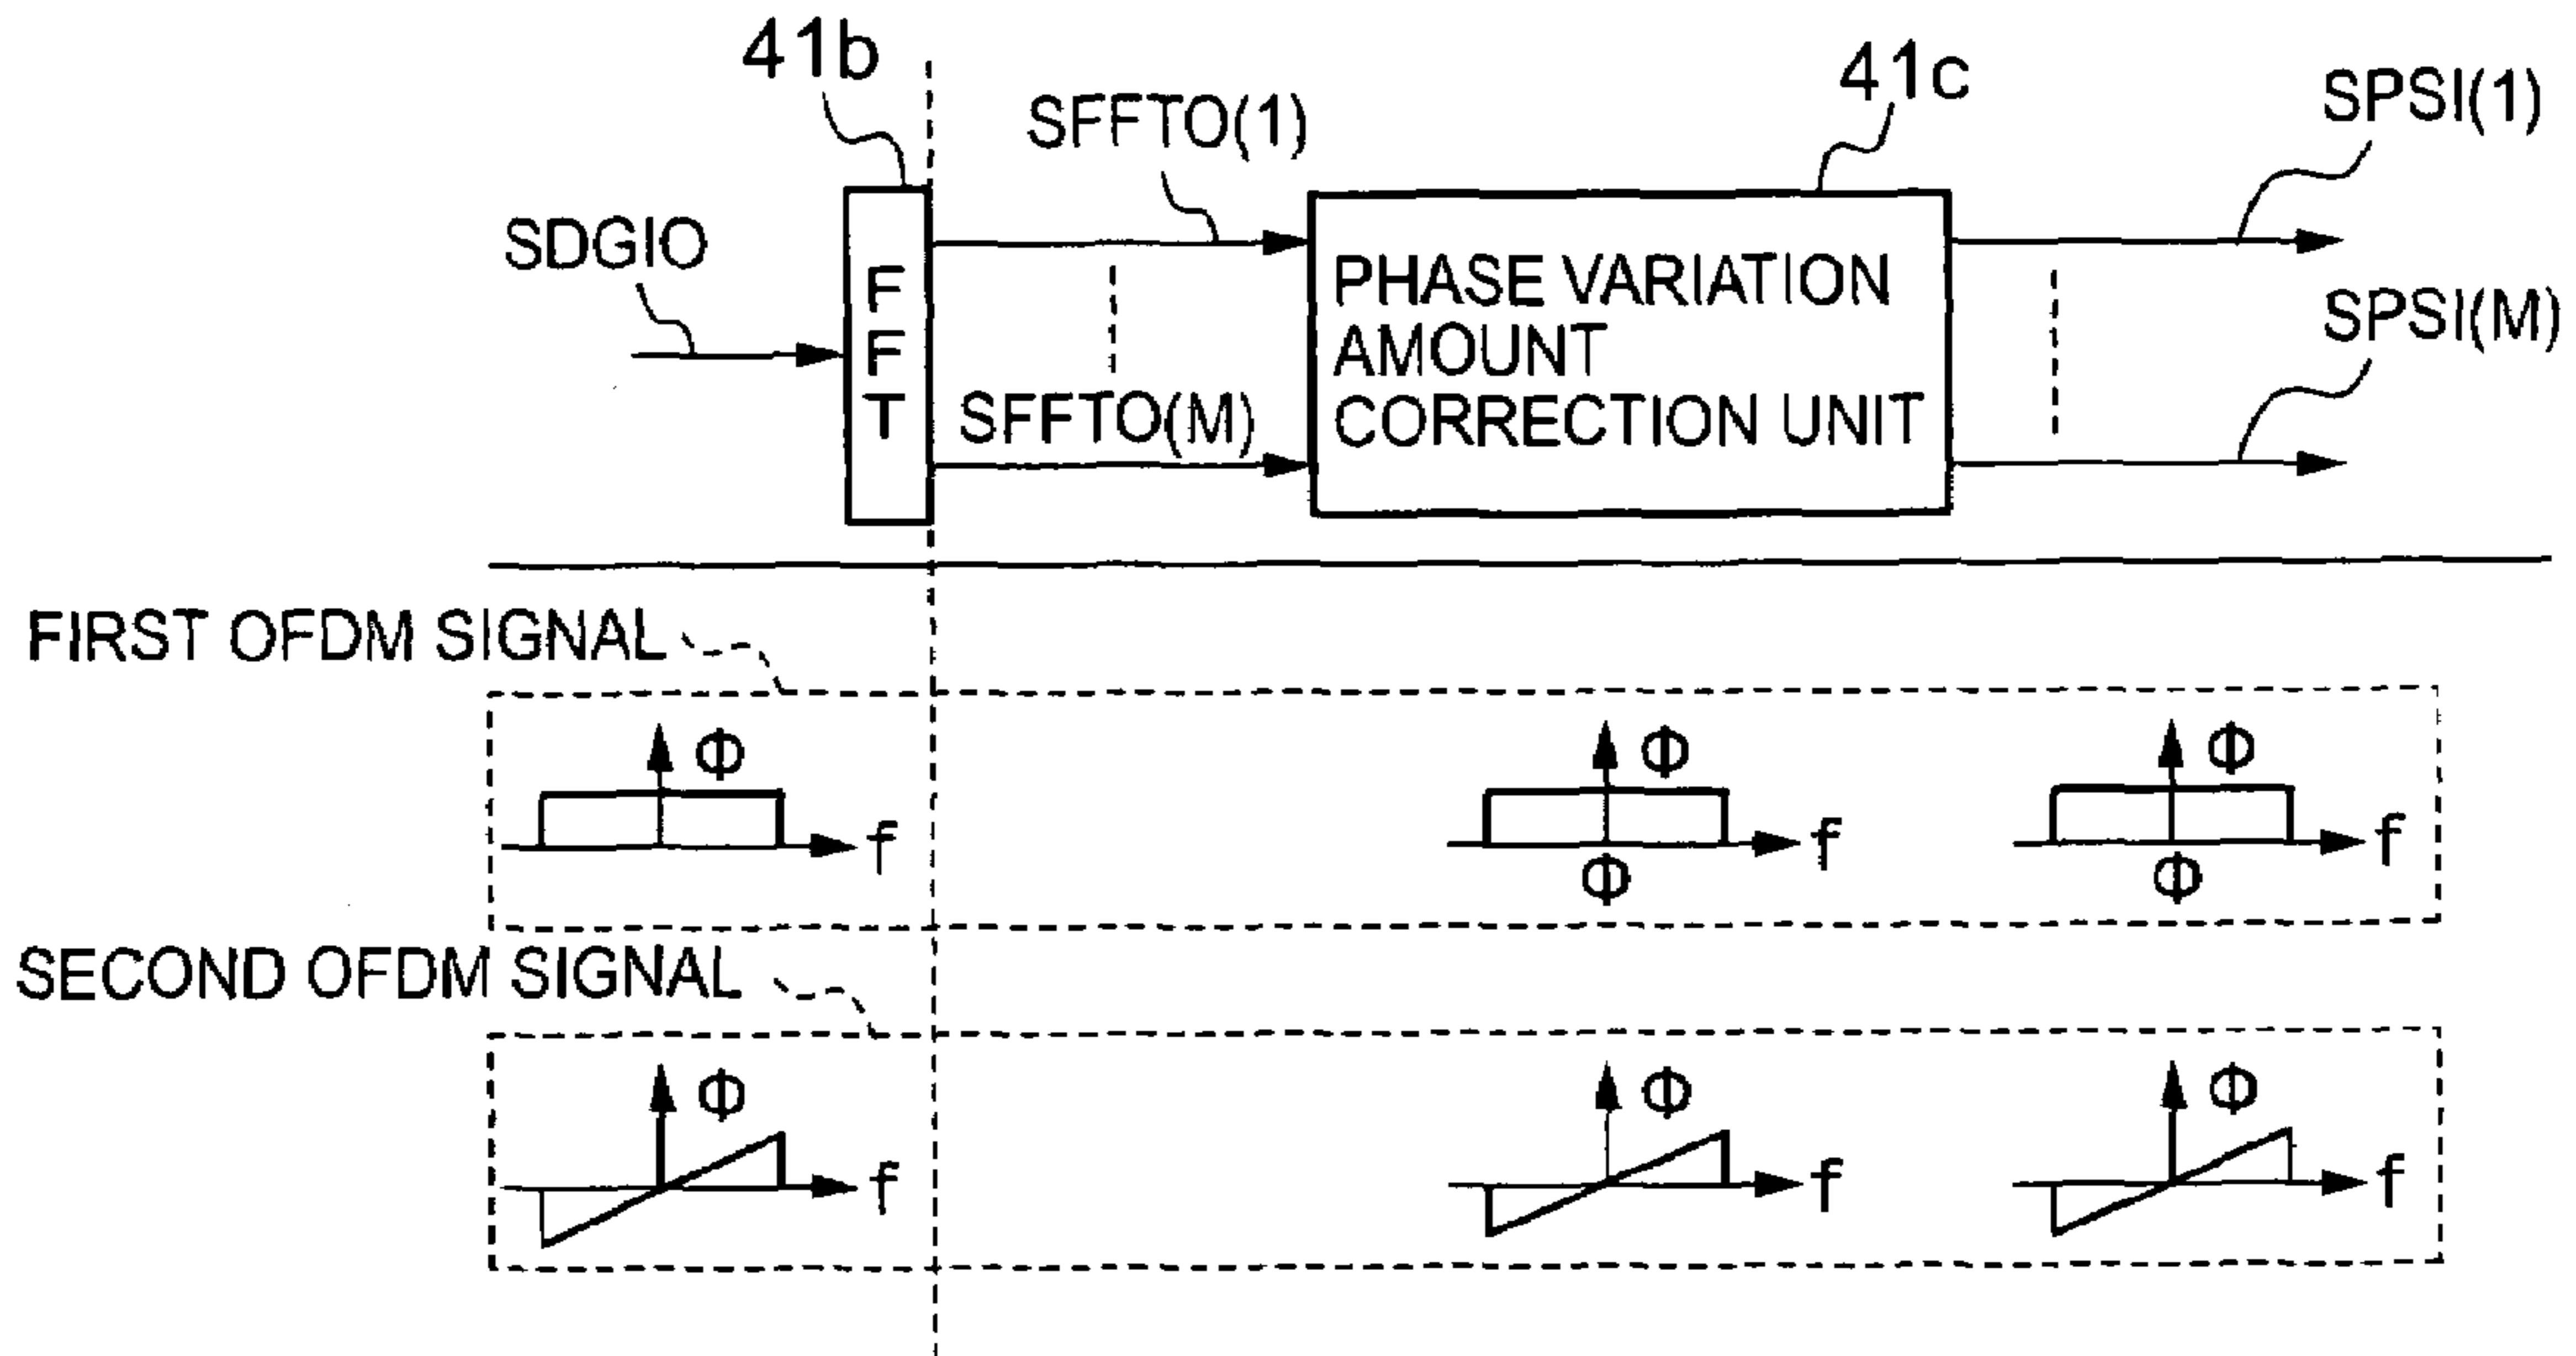 41b
41c
SFFTO(1)
SPSI(1)
SDGIO
F
F
T
PHASE VARIATION
AMOUNT
CORRECTION UNIT
SPSI(M)
SFFTO(M)
FIRST OFDM SIGNAL
Φ
f
Φ
f
Φ
Φ
f
Φ
SECOND OFDM SIGNAL
Φ
f
Φ
f
Φ
f